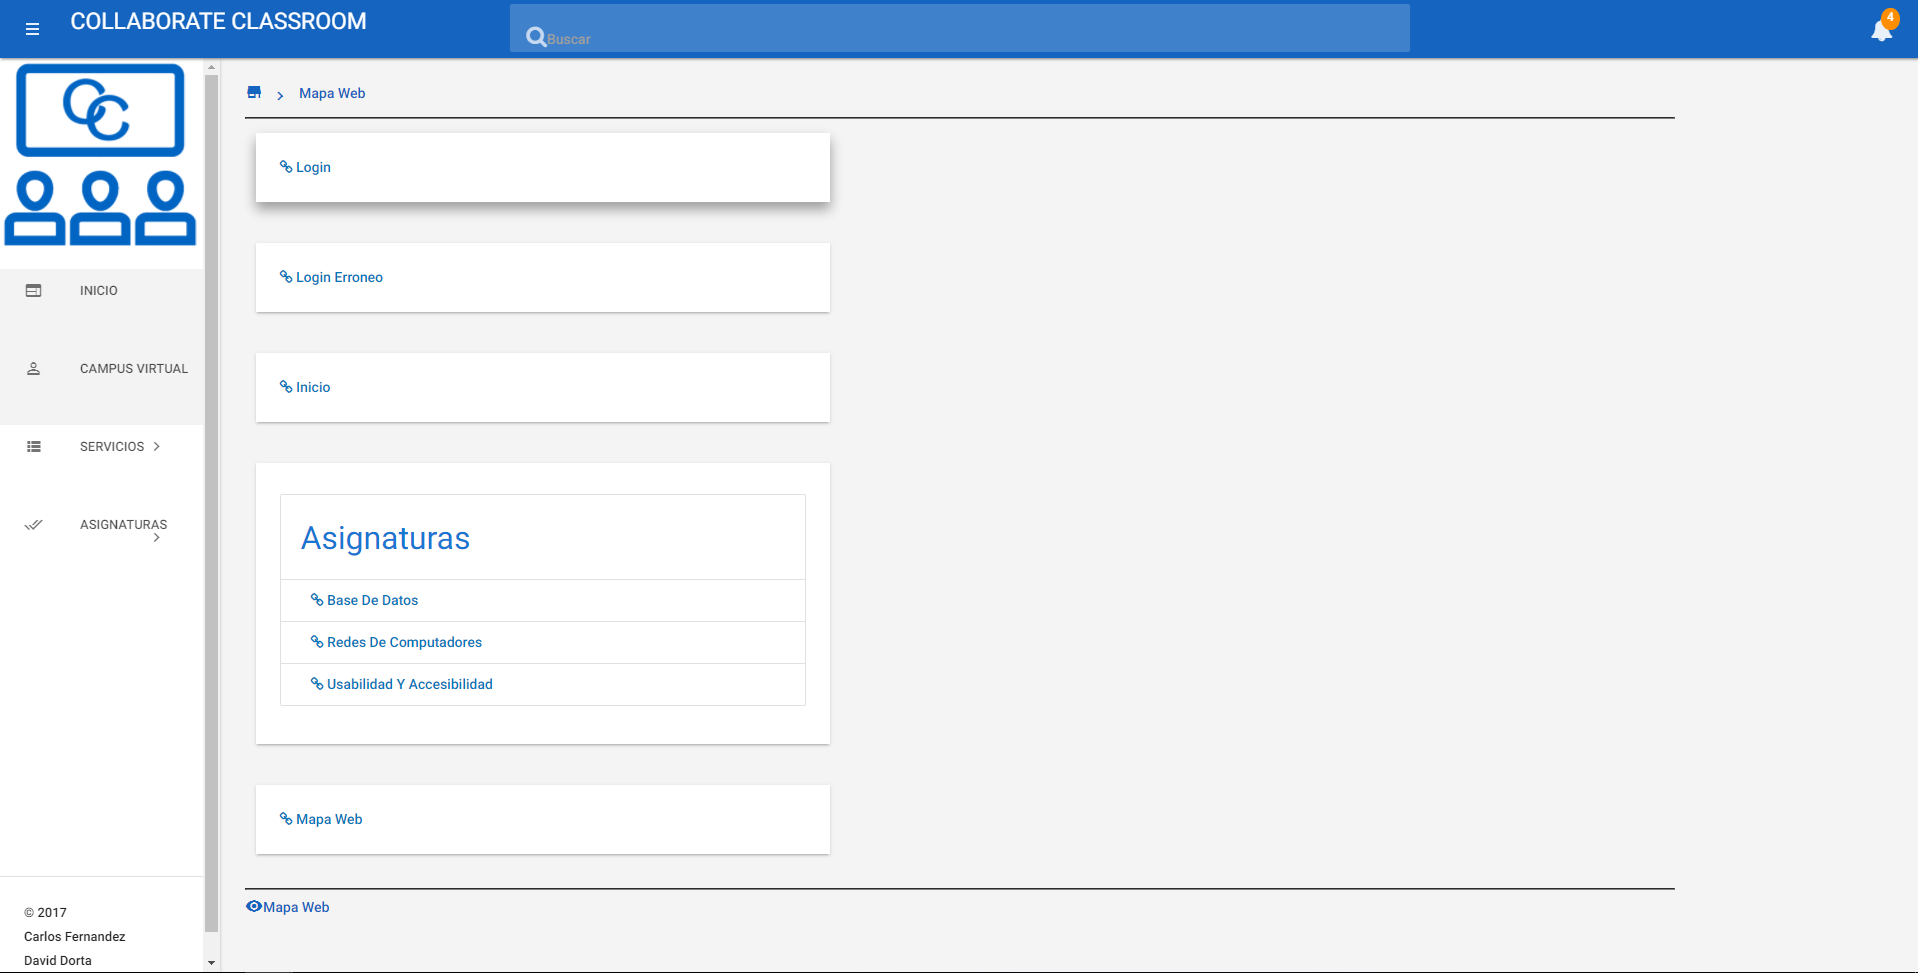 COLLABORATE CLASSROOM
Buscar
4
CC
INICIO
CAMPUS VIRTUAL
SERVICIOS
ASIGNATURAS
© 2017
Carlos Fernandez
David Dorta
Mapa Web
Login
Login Erroneo
Inicio
Asignaturas
Base De Datos
Redes De Computadores
Usabilidad Y Accesibilidad
Mapa Web
Mapa Web